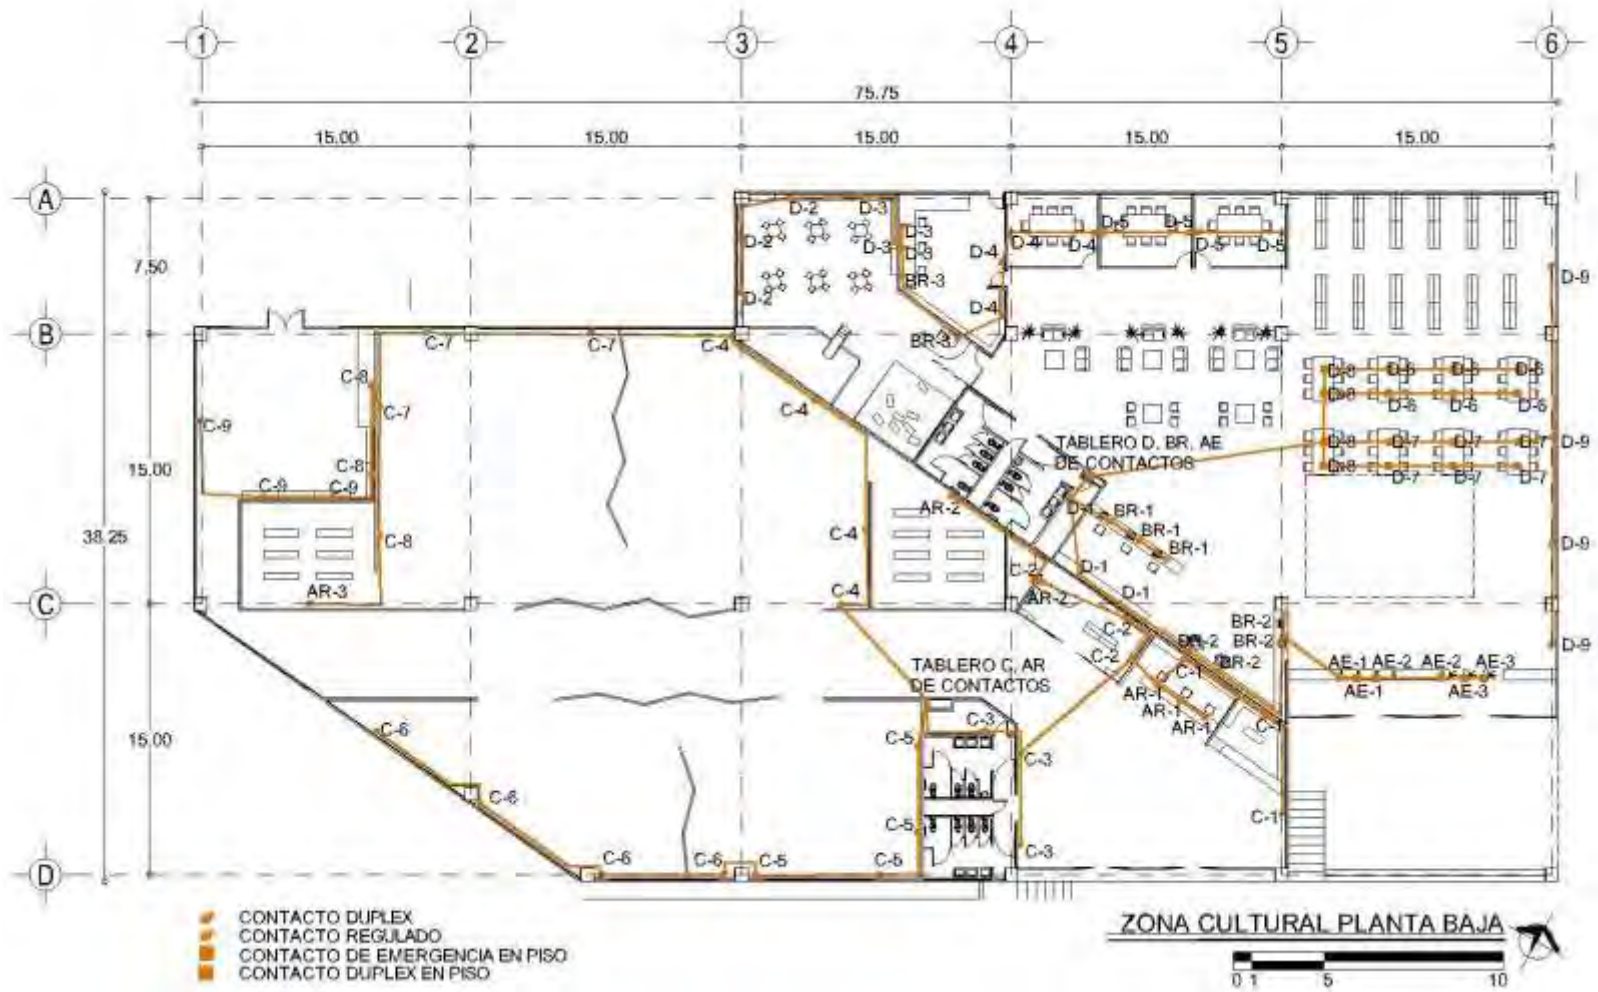 1 2 3 4 5 6
75.75
15.00 15.00 15.00 15.00 15.00
A
D-2 D-3
D-3
D-5 D-5
D-2 D-3 D-3
D-4 D-4 D-5 D-5
D-4
7.50
BR-3
D-9
D-2
D-4
B
C-7 C-7 C-4
BR-3
C-8
D-8 D-6 D-6 D-6
C-4
C-7
D-8 D-6 D-6 D-6
C-9
TABLERO D. BR, AE
DE CONTACTOS
D-8 D-7 D-7 D-7
D-9
15.00
C-8
D-8
D-7 D-7 D-7
C-9 C-9
AR-2
D-1
BR-1
BR-1
BR-1
38.25
C-8
C-4
D-9
C-2
D-1
AR-3
C-4
AR-2
D-1
C
C-2
BR-2
BR-2
BR-2
D-9
C-2
BR-2
C-1
TABLERO C, AR
DE CONTACTOS
AE-1 AE-2 AE-2 AE-3
AE-1 AE-3
AR-1
AR-1
AR-1
C-3
C-6
15.00
C-5
C-3
C-6
C-1
C-5
C-3
C-6 C-6 C-5 C-5
D
CONTACTO DUPLEX
CONTACTO REGULADO
CONTACTO DE EMERGENCIA EN PISO
CONTACTO DUPLEX EN PISO
ZONA CULTURAL PLANTA BAJA
0 1 5 10